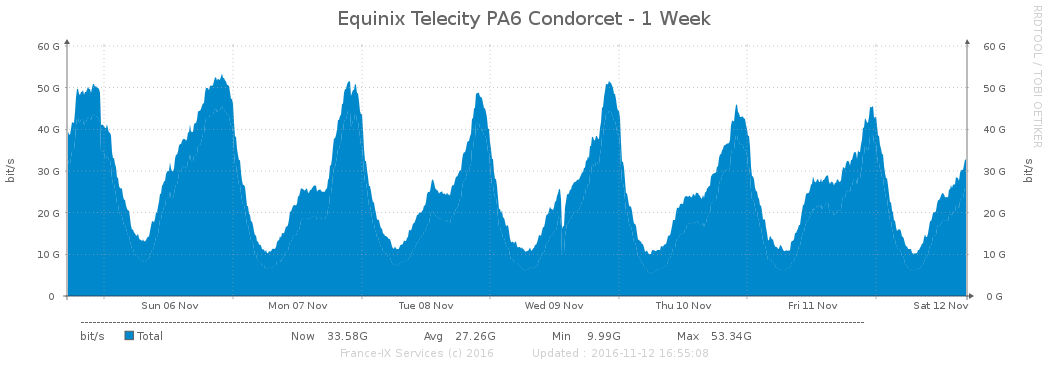 Equinix Telecity PA6 Condorcet - 1 Week
RRDTOOL / TOBI OETIKER
60 G 60 G
50 G 50 G
40 G 40 G
30 G 30 G
20 G 20 G
10 G 10 G
0 0 G
bit/s bit/s
Sun 06 Nov Mon 07 Nov Tue 08 Nov Wed 09 Nov Thu 10 Nov Fri 11 Nov Sat 12 Nov
bit/s Total Now 33.58G Avg 27.26G Min 9.99G Max 53.34G
France-IX Services (c) 2016 Updated : 2016-11-12 16:55:08